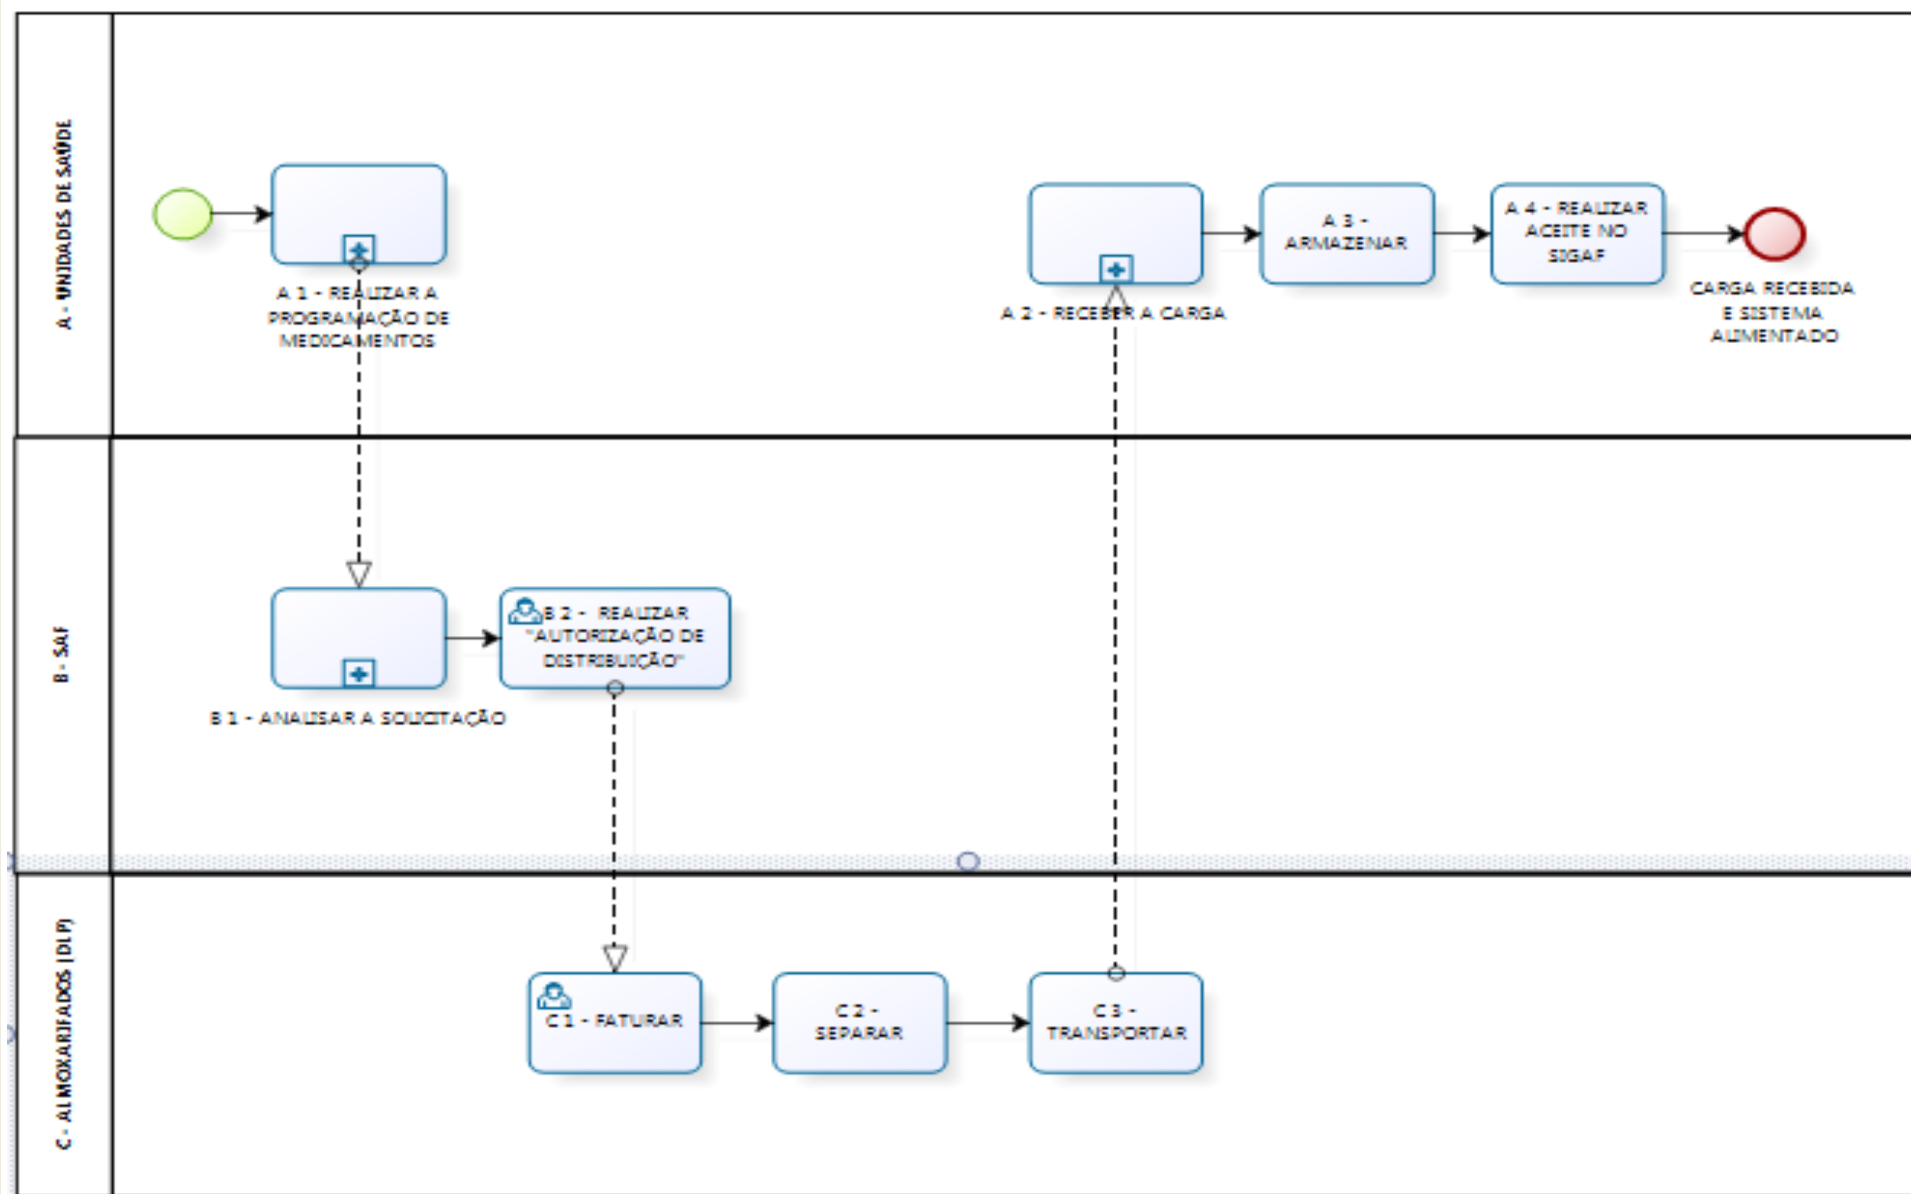 A - UNIDADES DE SAÚDE
A 1 - REALIZAR A
PROGRAMAÇÃO DE
MEDICAMENTOS
A 2 - RECEBER A CARGA
A 3 -
ARMAZENAR
A 4 - REALIZAR
ACEITE NO
SIGAF
CARGA RECEBIDA
E SISTEMA
ALIMENTADO
B - SAF
B 1 - ANALISAR A SOLICITAÇÃO
B 2 - REALIZAR
"AUTORIZAÇÃO DE
DISTRIBUIÇÃO"
C - ALMOXARIFADOS (DLP)
C 1 - FATURAR
C 2 -
SEPARAR
C 3 -
TRANSPORTAR